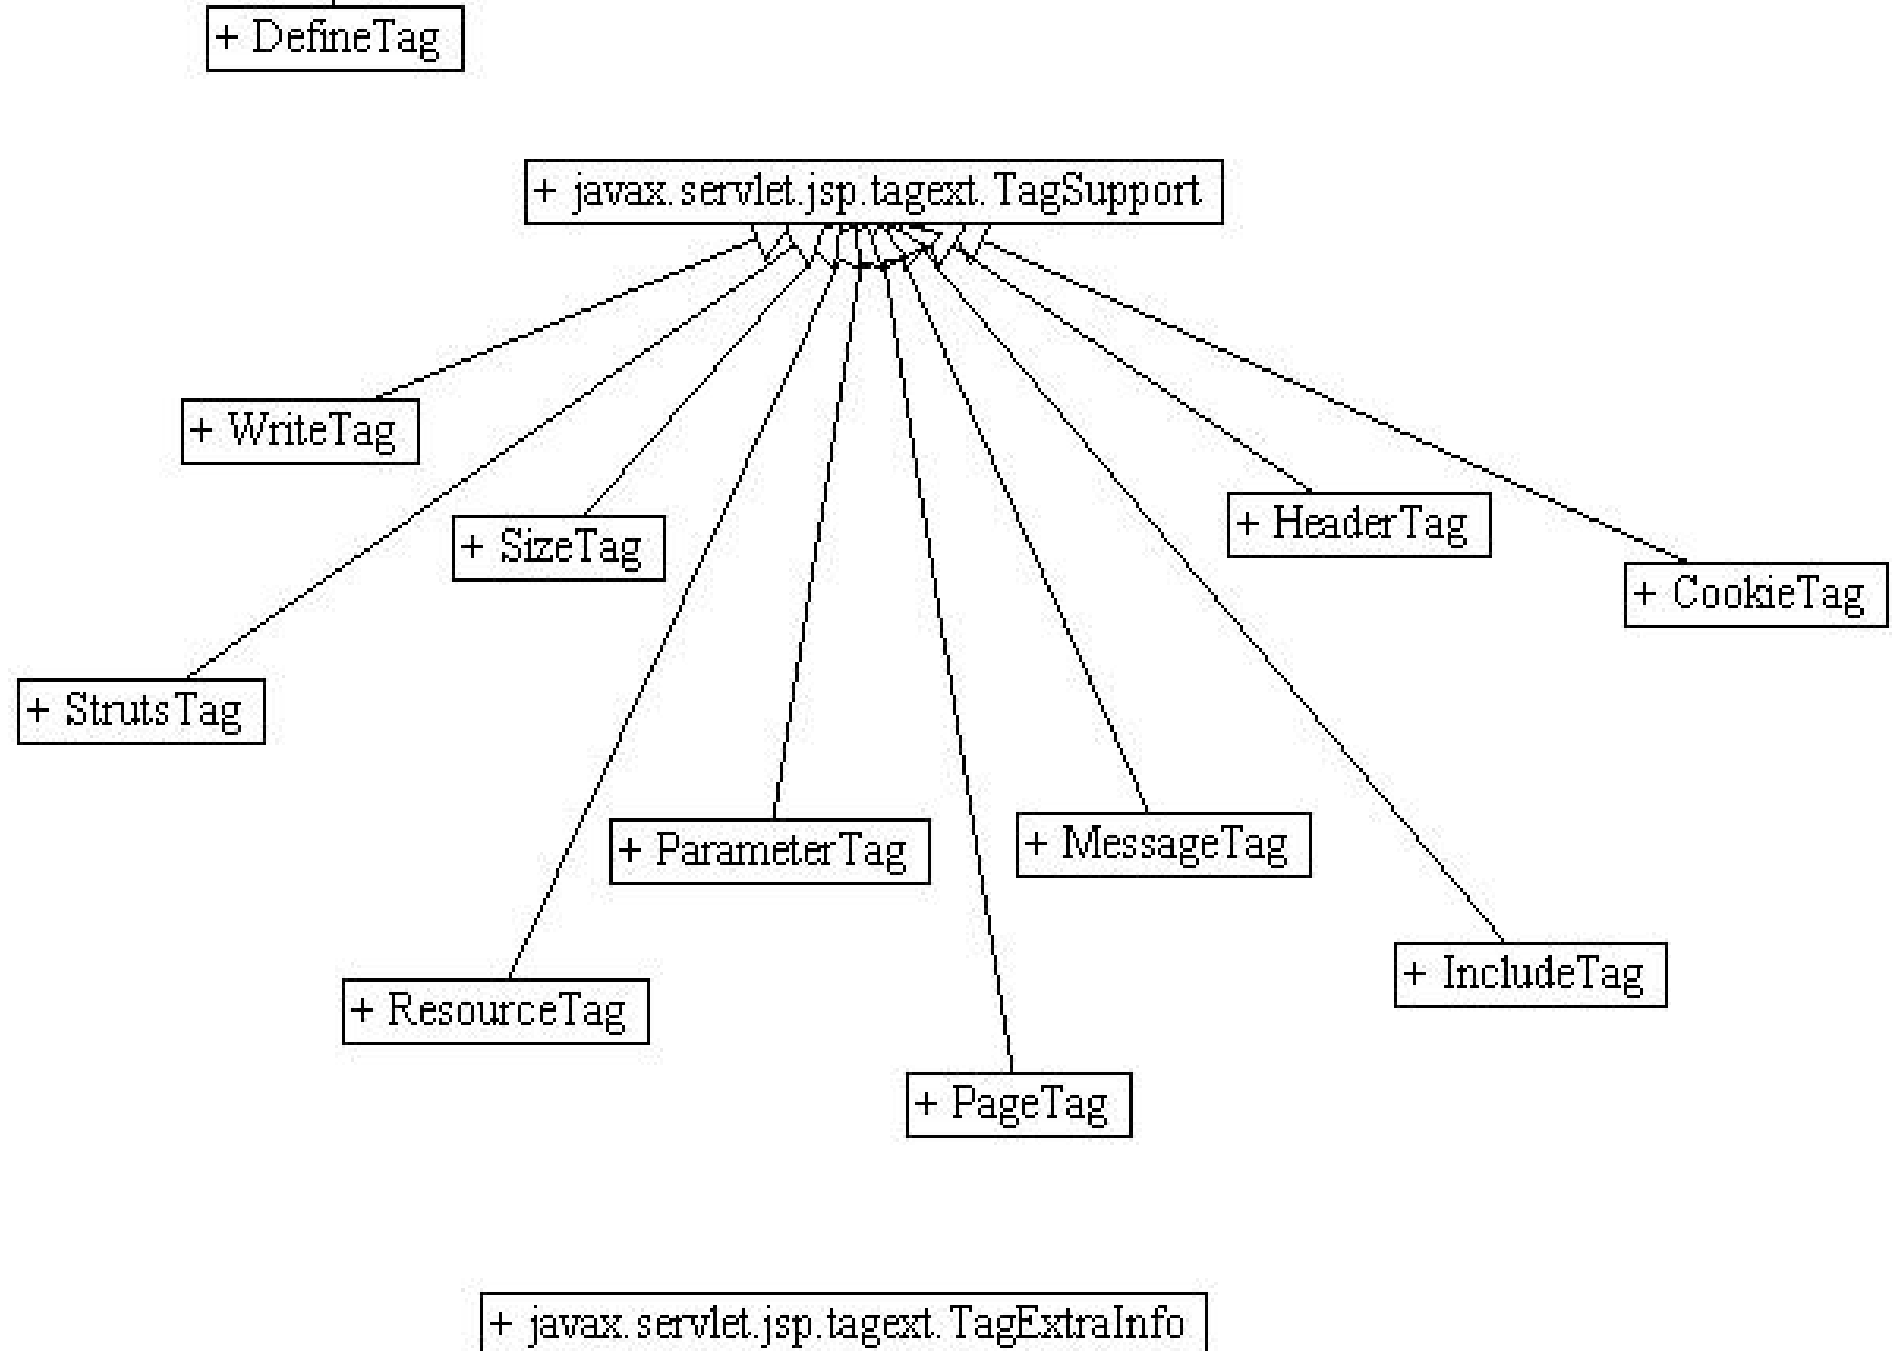 + DefineTag
+ javax.servlet.jsp.tagext.TagSupport
+ WriteTag
+ HeaderTag
+ SizeTag
+ CookieTag
+ StrutsTag
+ MessageTag
+ ParameterTag
+ IncludeTag
+ ResourceTag
+ PageTag
+ javax.servlet.jsp.tagext.TagExtraInfo